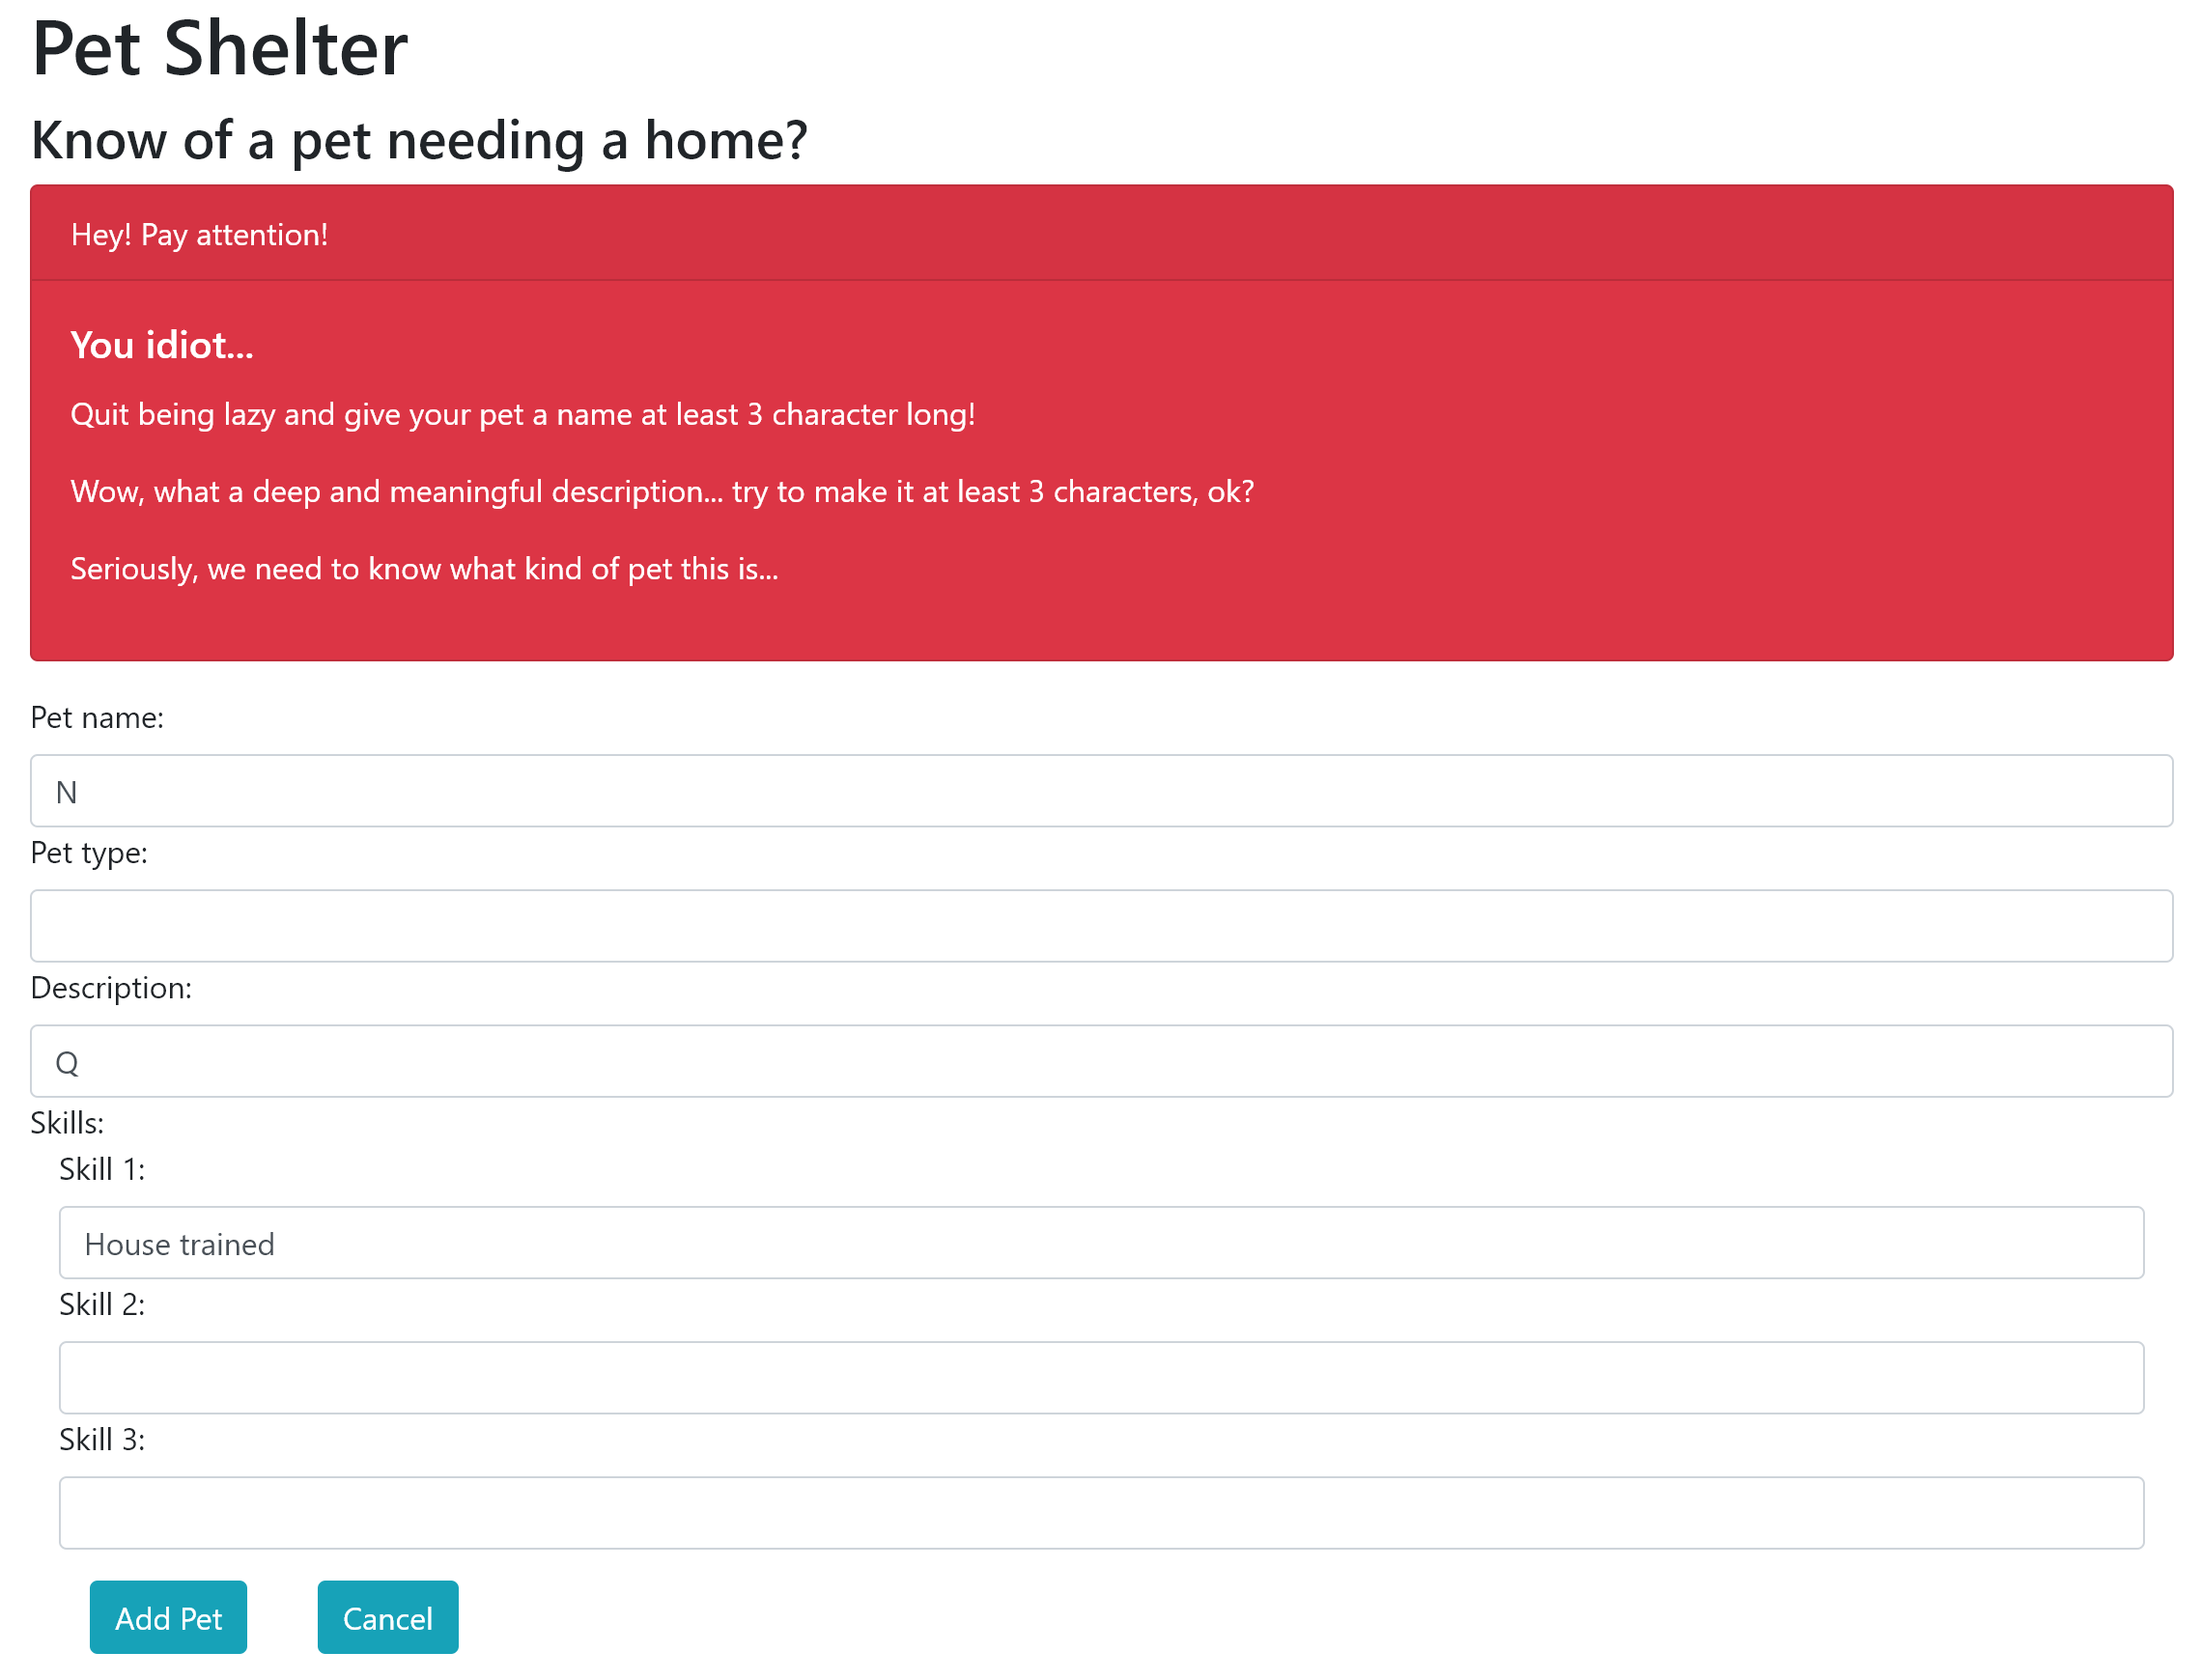 Pet Shelter
Know of a pet needing a home?
Hey! Pay attention!
You idiot...
Quit being lazy and give your pet a name at least 3 character long!
Wow, what a deep and meaningful description... try to make it at least 3 characters, ok?
Seriously, we need to know what kind of pet this is...
Pet name:
N
Pet type:
Description:
Q
Skills:
Skill 1:
House trained
Skill 2:
Skill 3:
Add Pet Cancel